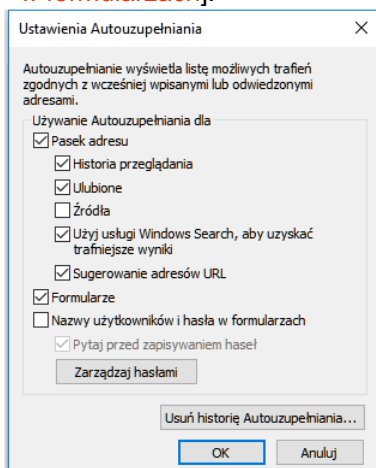 w formularzach].
Ustawienia Autouzupełniania
Autouzupełnianie wyświetla listę możliwych trafień
zgodnych z wcześniej wpisanymi lub odwiedzonymi
adresami.
Używanie Autouzupełniania dla
Pasek adresu
Historia przeglądania
Ulubione
Źródła
Użyj usługi Windows Search, aby uzyskać
trafniejsze wyniki
Sugerowanie adresów URL
Formularze
Nazwy użytkowników i hasła w formularzach
Pytaj przed zapisywaniem haseł
Zarządzaj hasłami
Usuń historię Autouzupełniania...
OK Anuluj